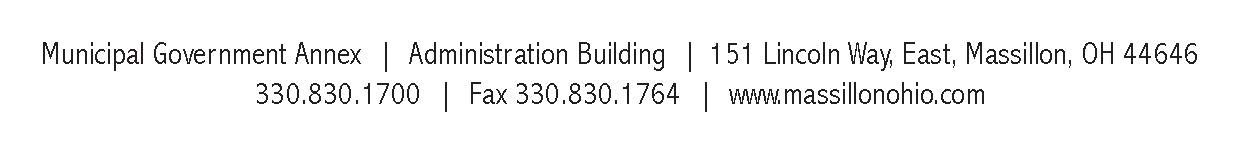 Municipal Government Annex | Administration Building | 151 Lincoln Way, East, Massillon, OH 44646
330.830.1700 | Fax 330.830.1764 | www.massillonohio.com